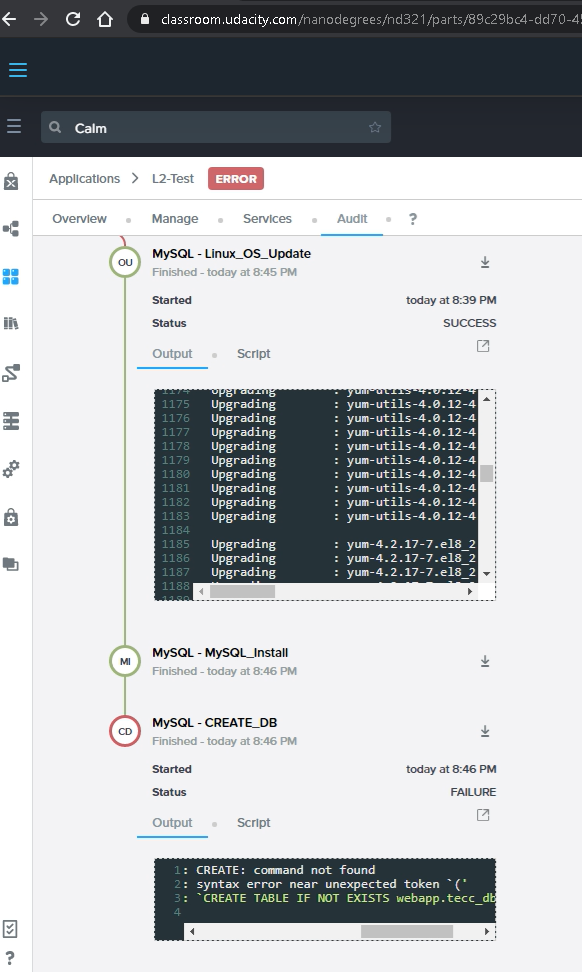 classroom.udacity.com/nanodegrees/nd321/parts/89c29bc4-dd70-45
Calm
Applications > L2-Test ERROR
Overview Manage Services Audit ?
OU MySQL - Linux_OS_Update
Finished - today at 8:45 PM
Started today at 8:39 PM
Status SUCCESS
Output Script
1174 Upgrading : yum-utils-4.0.12-4
1175 Upgrading : yum-utils-4.0.12-4
1176 Upgrading : yum-utils-4.0.12-4
1177 Upgrading : yum-utils-4.0.12-4
1178 Upgrading : yum-utils-4.0.12-4
1179 Upgrading : yum-utils-4.0.12-4
1180 Upgrading : yum-utils-4.0.12-4
1181 Upgrading : yum-utils-4.0.12-4
1182 Upgrading : yum-utils-4.0.12-4
1183 Upgrading : yum-utils-4.0.12-4
1184
1185 Upgrading : yum-4.2.17-7.el8_2
1186 Upgrading : yum-4.2.17-7.el8_2
1187 Upgrading : yum-4.2.17-7.el8_2
1188
MI MySQL - MySQL_Install
Finished - today at 8:46 PM
CD MySQL - CREATE_DB
Finished - today at 8:46 PM
Started today at 8:46 PM
Status FAILURE
Output Script
1: CREATE: command not found
2: syntax error near unexpected token `('
3: `CREATE TABLE IF NOT EXISTS webapp.tecc_db
4
?